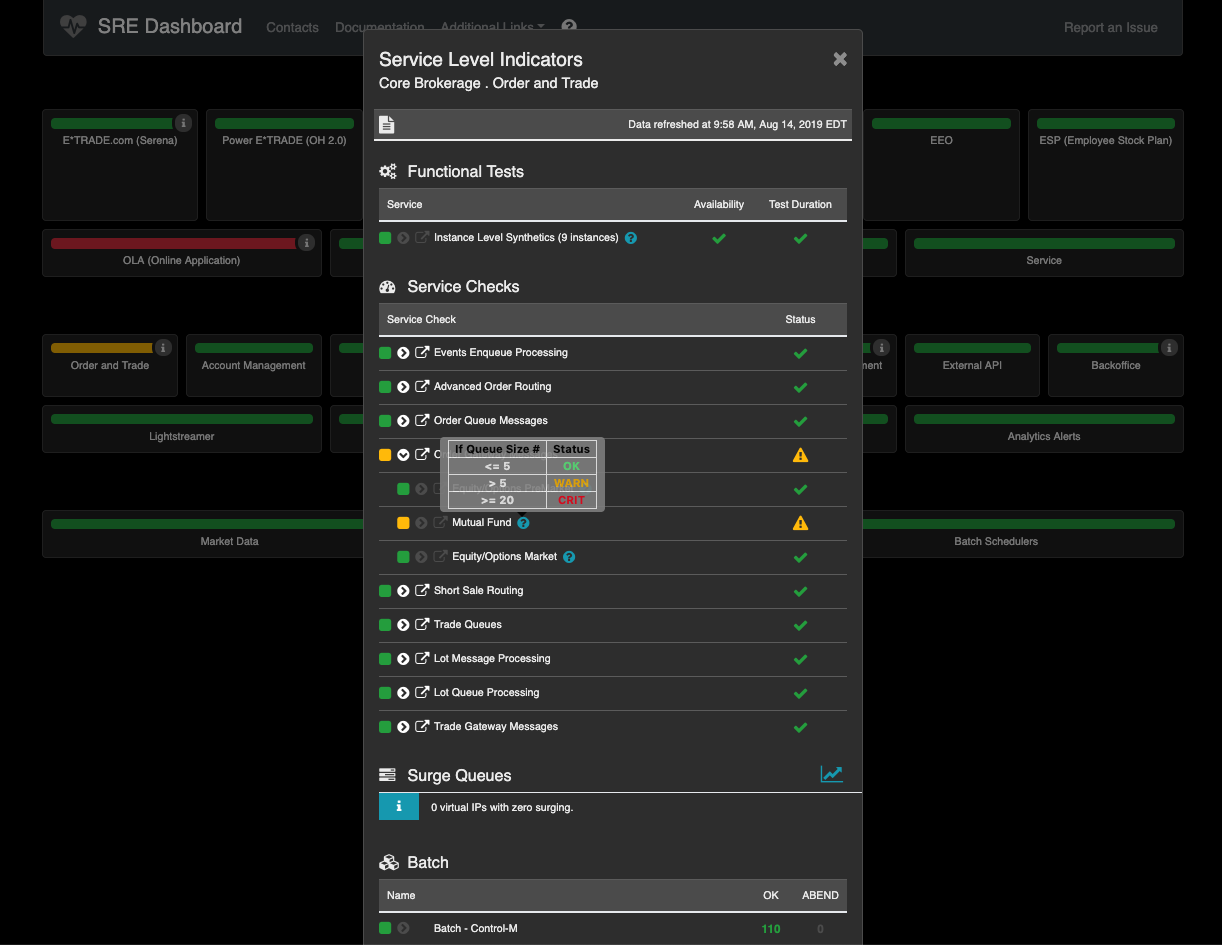 SRE Dashboard Contacts Documentation Additional Links Report an Issue
Service Level Indicators
Core Brokerage . Order and Trade
Data refreshed at 9:58 AM, Aug 14, 2019 EDT
E*TRADE.com (Serena) Power E*TRADE (OH 2.0) EEO ESP (Employee Stock Plan)
Functional Tests
Service Availability Test Duration
Instance Level Synthetics (9 instances)
OLA (Online Application) Service
Service Checks
Service Check Status
Events Enqueue Processing
Order and Trade Account Management External API Backoffice
Advanced Order Routing
Order Queue Messages
Lightstreamer Analytics Alerts
If Queue Size # Status
<= 5 OK
> 5 WARN
>= 20 CRIT
Mutual Fund
Market Data Batch Schedulers
Equity/Options Market
Short Sale Routing
Trade Queues
Lot Message Processing
Lot Queue Processing
Trade Gateway Messages
Surge Queues
0 virtual IPs with zero surging.
Batch
Name OK ABEND
Batch - Control-M 110 0